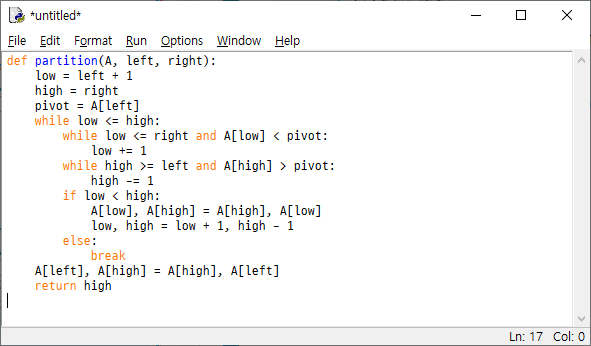 *untitled*
File Edit Format Run Options Window Help
def partition(A, left, right):
    low = left + 1
    high = right
    pivot = A[left]
    while low <= high:
        while low <= right and A[low] < pivot:
            low += 1
        while high >= left and A[high] > pivot:
            high -= 1
        if low < high:
            A[low], A[high] = A[high], A[low]
            low, high = low + 1, high - 1
        else:
            break
    A[left], A[high] = A[high], A[left]
    return high
Ln: 17 Col: 0